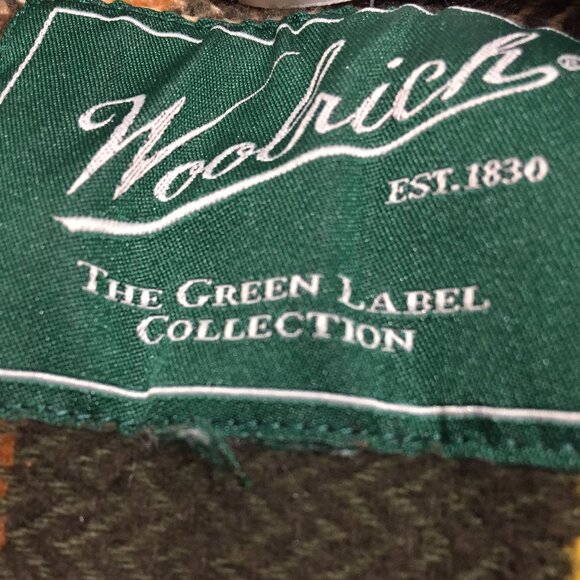 Woolrich®
EST. 1830
THE GREEN LABEL
COLLECTION